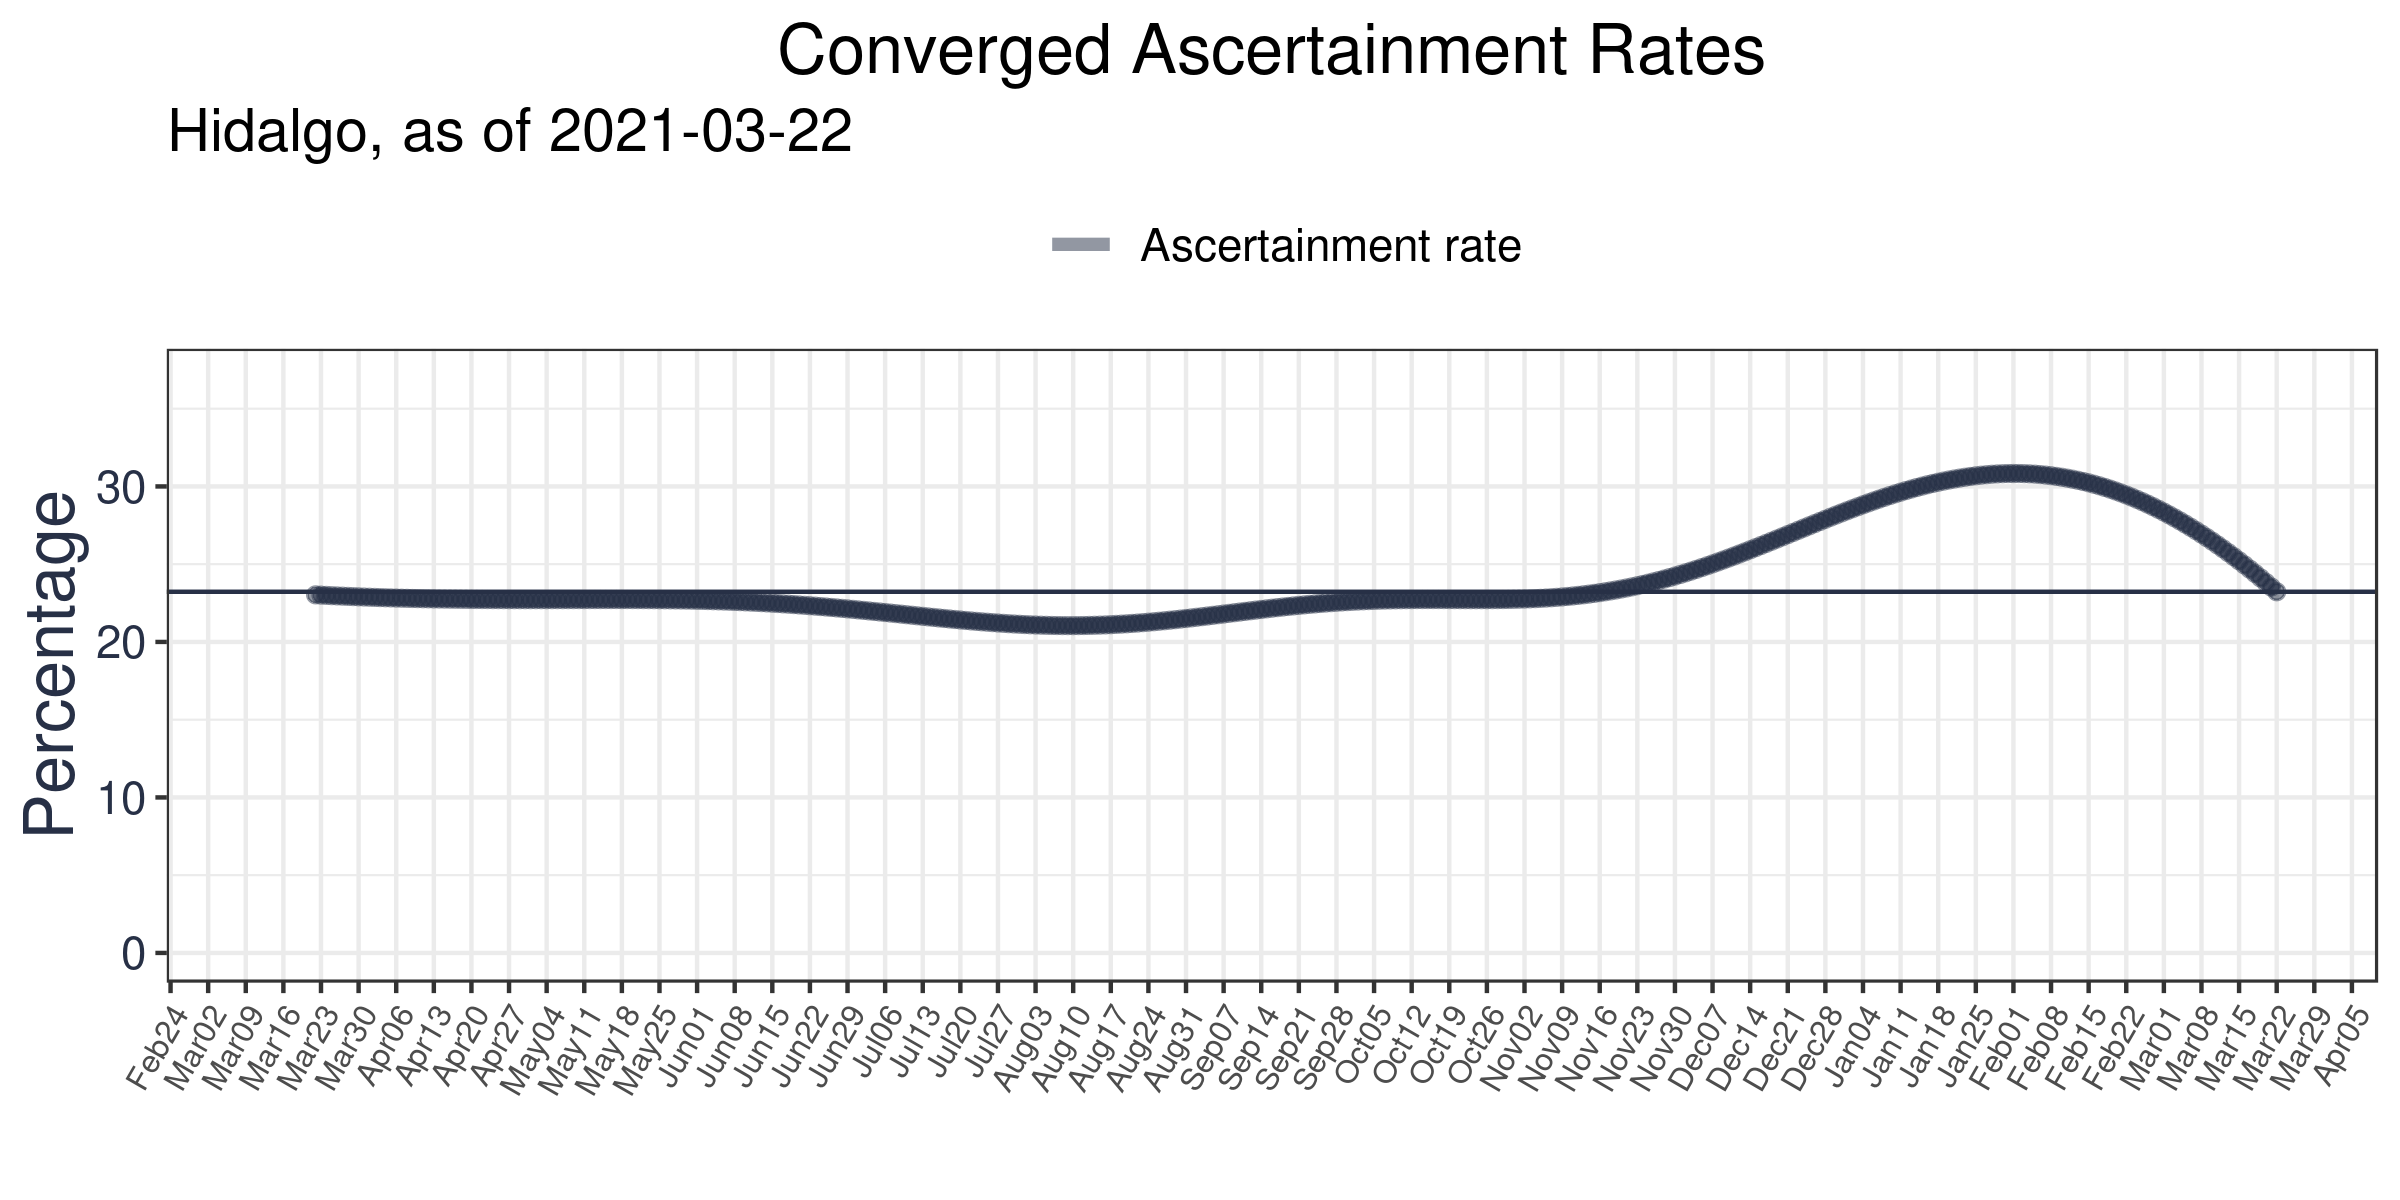 Converged Ascertainment Rates
Hidalgo, as of 2021-03-22
Ascertainment rate
Percentage
30
20
10
0
Feb24
Mar02
Mar09
Mar16
Mar23
Mar30
Apr06
Apr13
Apr20
Apr27
May04
May11
May18
May25
Jun01
Jun08
Jun15
Jun22
Jun29
Jul06
Jul13
Jul20
Jul27
Aug03
Aug10
Aug17
Aug24
Aug31
Sep07
Sep14
Sep21
Sep28
Oct05
Oct12
Oct19
Oct26
Nov02
Nov09
Nov16
Nov23
Nov30
Dec07
Dec14
Dec21
Dec28
Jan04
Jan11
Jan18
Jan25
Feb01
Feb08
Feb15
Feb22
Mar01
Mar08
Mar15
Mar22
Mar29
Apr05